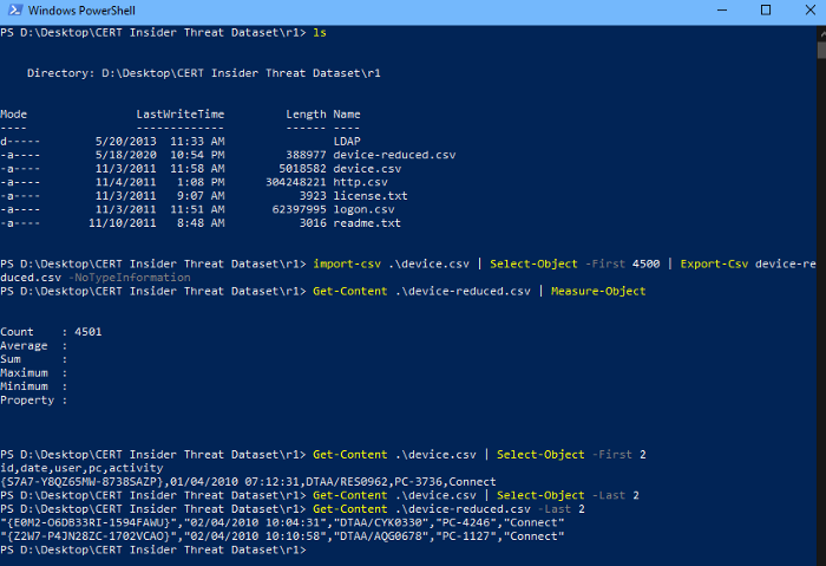 Windows PowerShell
PS D:\Desktop\CERT Insider Threat Dataset\r1> ls
Directory: D:\Desktop\CERT Insider Threat Dataset\r1
Mode LastWriteTime Length Name
---- ------------- ------ ----
d----- 5/20/2013 11:33 AM LDAP
-a---- 5/18/2020 10:54 PM 388977 device-reduced.csv
-a---- 11/3/2011 11:58 AM 5018582 device.csv
-a---- 11/4/2011 1:08 PM 304248221 http.csv
-a---- 11/3/2011 9:07 AM 3923 license.txt
-a---- 11/3/2011 11:51 AM 62397995 logon.csv
-a---- 11/10/2011 8:48 AM 3016 readme.txt
PS D:\Desktop\CERT Insider Threat Dataset\r1> import-csv .\device.csv | Select-Object -First 4500 | Export-Csv device-re
duced.csv -NoTypeInformation
PS D:\Desktop\CERT Insider Threat Dataset\r1> Get-Content .\device-reduced.csv | Measure-Object
Count : 4501
Average :
Sum :
Maximum :
Minimum :
Property :
PS D:\Desktop\CERT Insider Threat Dataset\r1> Get-Content .\device.csv | Select-Object -First 2
id,date,user,pc,activity
{S7A7-Y8QZ65MW-8738SAZP},01/04/2010 07:12:31,DTAA/RES0962,PC-3736,Connect
PS D:\Desktop\CERT Insider Threat Dataset\r1> Get-Content .\device.csv | Select-Object -Last 2
PS D:\Desktop\CERT Insider Threat Dataset\r1> Get-Content .\device-reduced.csv -Last 2
"{E0M2-O6DB33RI-1594FAWU}","02/04/2010 10:04:31","DTAA/CYK0330","PC-4246","Connect"
"{Z2W7-P4JN28ZC-1702VCAO}","02/04/2010 10:10:58","DTAA/AQG0678","PC-1127","Connect"
PS D:\Desktop\CERT Insider Threat Dataset\r1>